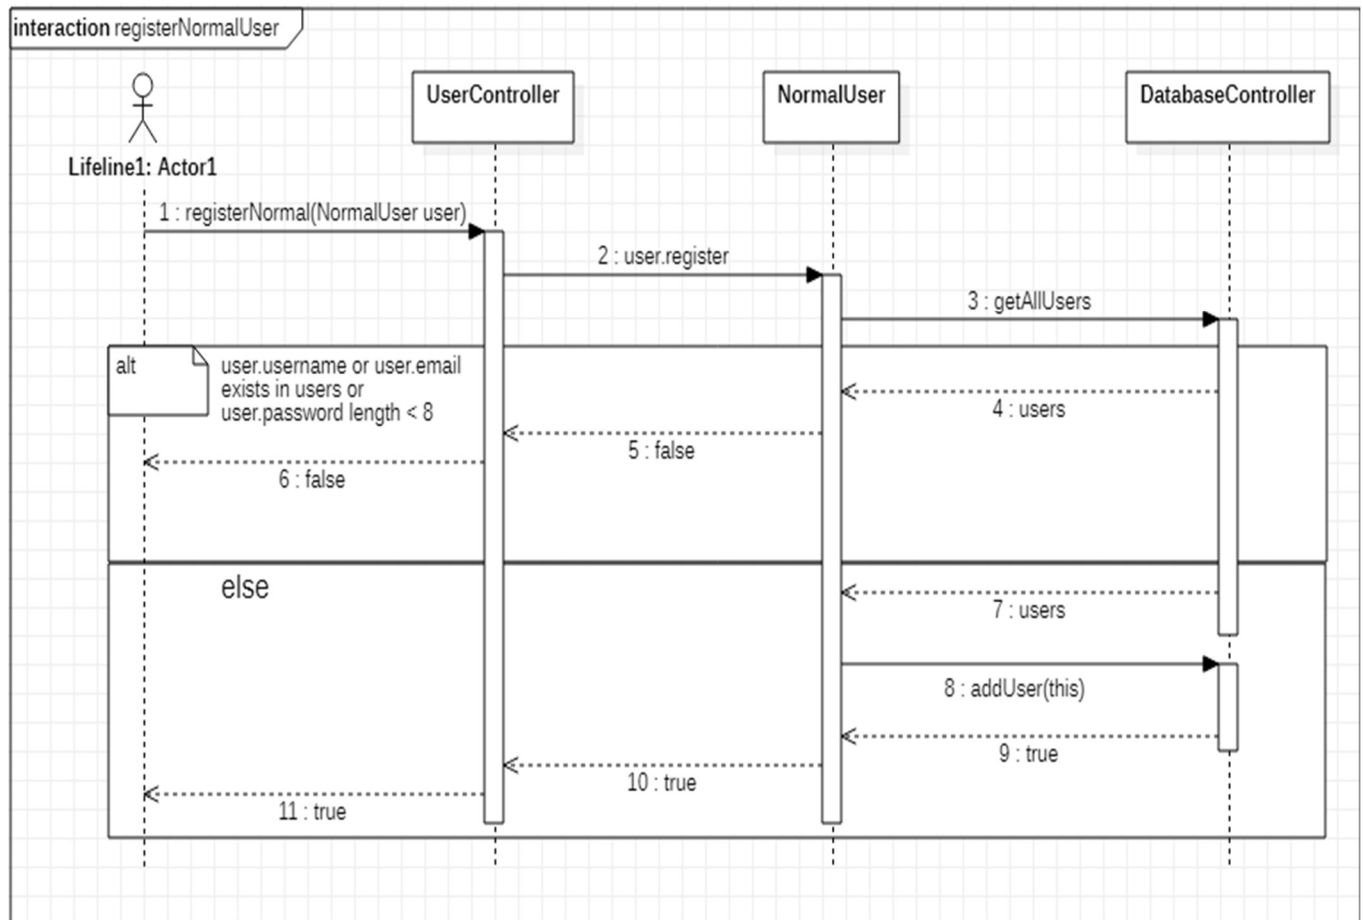 interaction registerNormalUser
UserController
NormalUser
DatabaseController
Lifeline1: Actor1
1 : registerNormal(NormalUser user)
2 : user.register
3 : getAllUsers
alt
user.username or user.email
exists in users or
user.password length < 8
4 : users
5 : false
6 : false
else
7 : users
8 : addUser(this)
9 : true
10 : true
11 : true